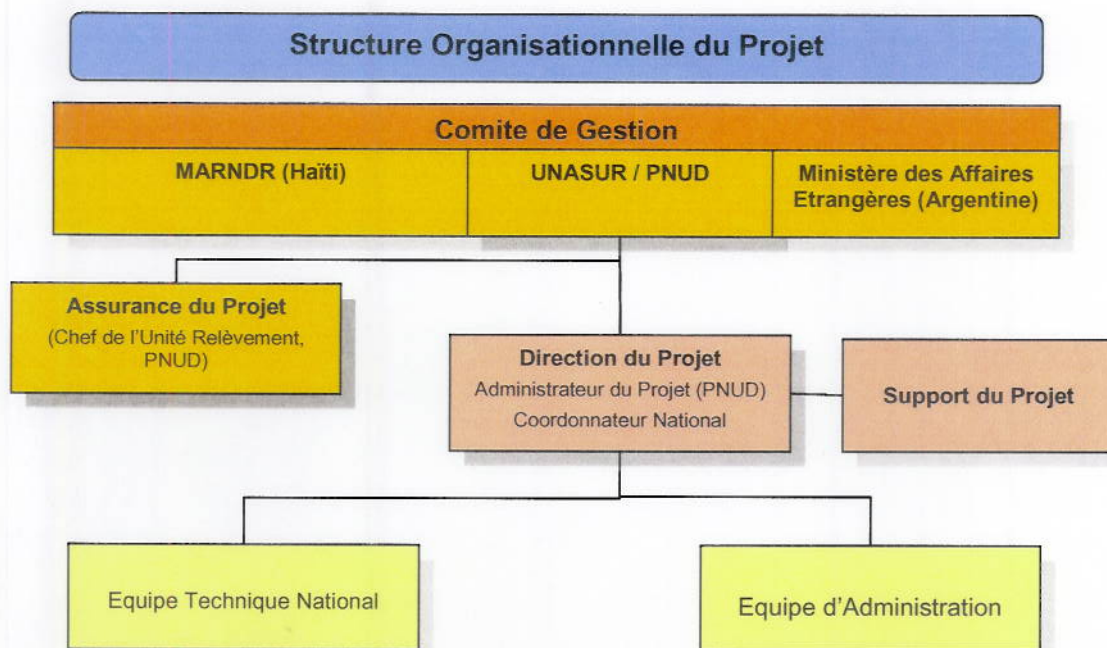 Structure Organisationnelle du Projet
Comite de Gestion
MARNDR (Haïti)
UNASUR / PNUD
Ministère des Affaires
Etrangères (Argentine)
Assurance du Projet
(Chef de l'Unité Relèvement,
PNUD)
Direction du Projet
Administrateur du Projet (PNUD)
Coordonnateur National
Support du Projet
Equipe Technique National
Equipe d'Administration